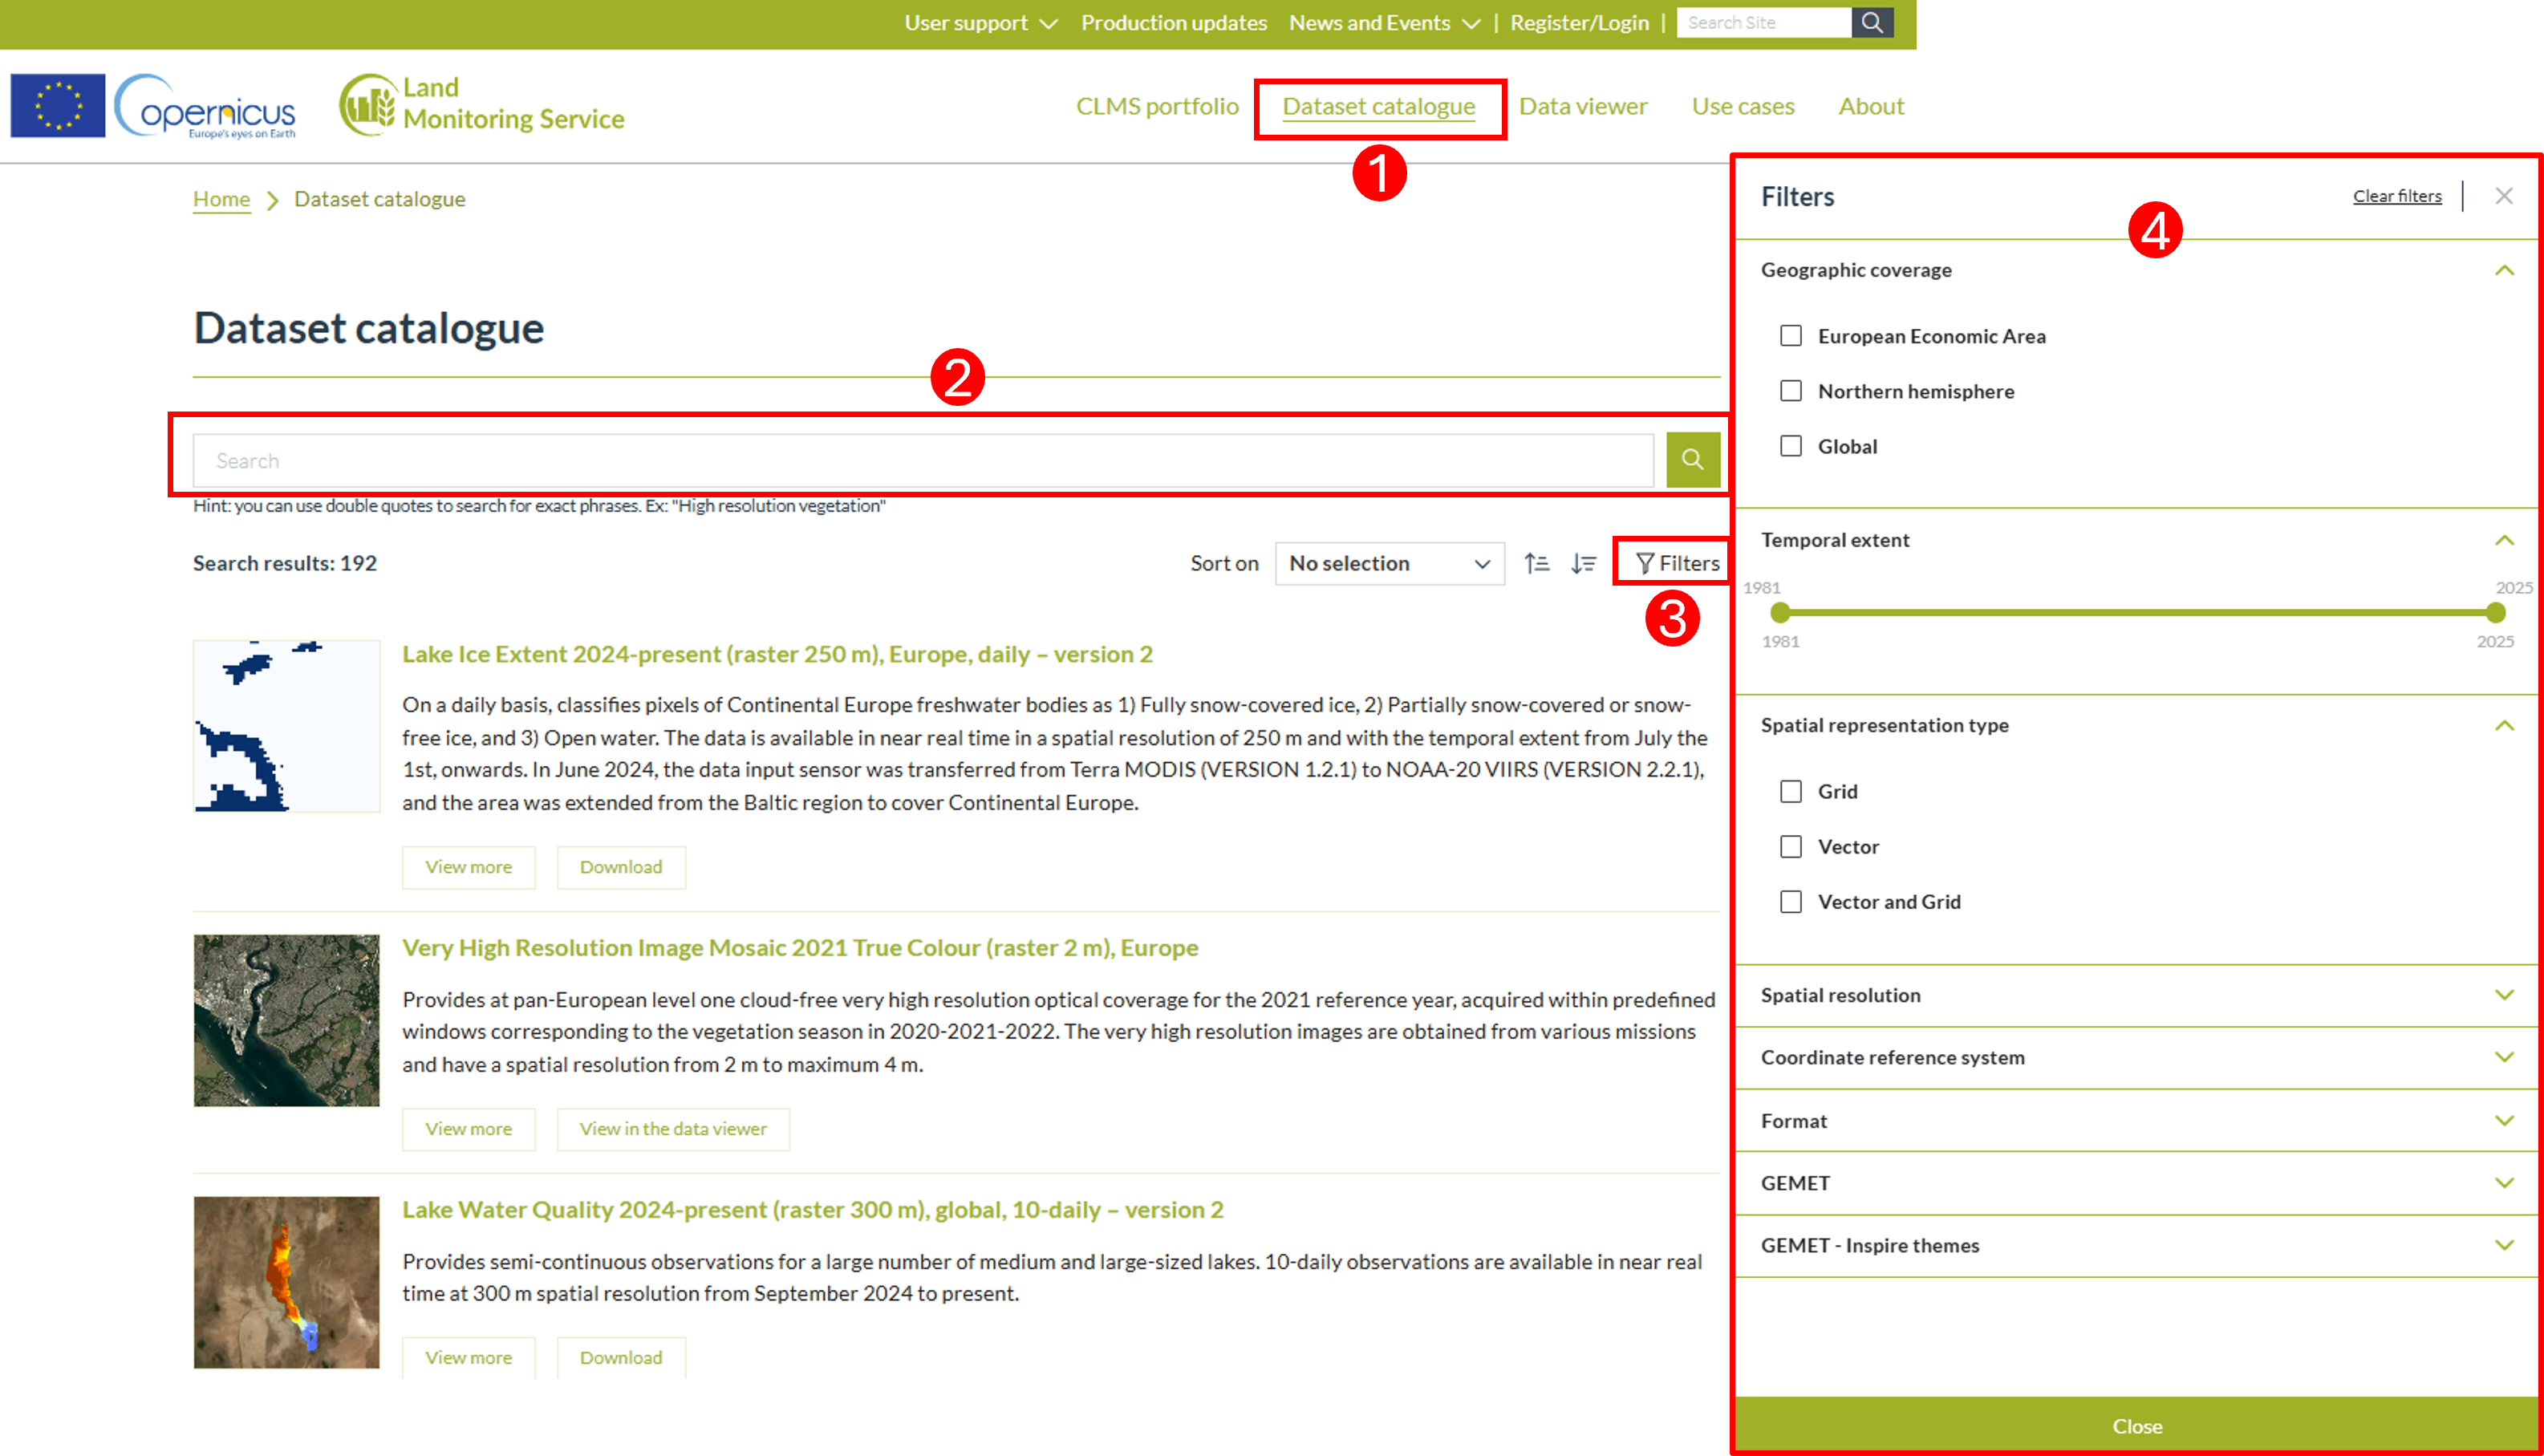 User support
Production updates
News and Events
|
Register/Login
|
Search Site
opernicus
Europe's eyes on Earth
Land
Monitoring Service
CLMS portfolio
Dataset catalogue
Data viewer
Use cases
About
1
Home
Dataset catalogue
Dataset catalogue
2
Search
Hint: you can use double quotes to search for exact phrases. Ex: "High resolution vegetation"
Search results: 192
Sort on
No selection
Filters
3
Lake Ice Extent 2024-present (raster 250 m), Europe, daily – version 2
On a daily basis, classifies pixels of Continental Europe freshwater bodies as 1) Fully snow-covered ice, 2) Partially snow-covered or snow-
free ice, and 3) Open water. The data is available in near real time in a spatial resolution of 250 m and with the temporal extent from July the
1st, onwards. In June 2024, the data input sensor was transferred from Terra MODIS (VERSION 1.2.1) to NOAA-20 VIIRS (VERSION 2.2.1),
and the area was extended from the Baltic region to cover Continental Europe.
View more
Download
Very High Resolution Image Mosaic 2021 True Colour (raster 2 m), Europe
Provides at pan-European level one cloud-free very high resolution optical coverage for the 2021 reference year, acquired within predefined
windows corresponding to the vegetation season in 2020-2021-2022. The very high resolution images are obtained from various missions
and have a spatial resolution from 2 m to maximum 4 m.
View more
View in the data viewer
Lake Water Quality 2024-present (raster 300 m), global, 10-daily – version 2
Provides semi-continuous observations for a large number of medium and large-sized lakes. 10-daily observations are available in near real
time at 300 m spatial resolution from September 2024 to present.
View more
Download
Filters
Clear filters
4
Geographic coverage
European Economic Area
Northern hemisphere
Global
Temporal extent
1981
2025
1981
2025
Spatial representation type
Grid
Vector
Vector and Grid
Spatial resolution
Coordinate reference system
Format
GEMET
GEMET - Inspire themes
Close